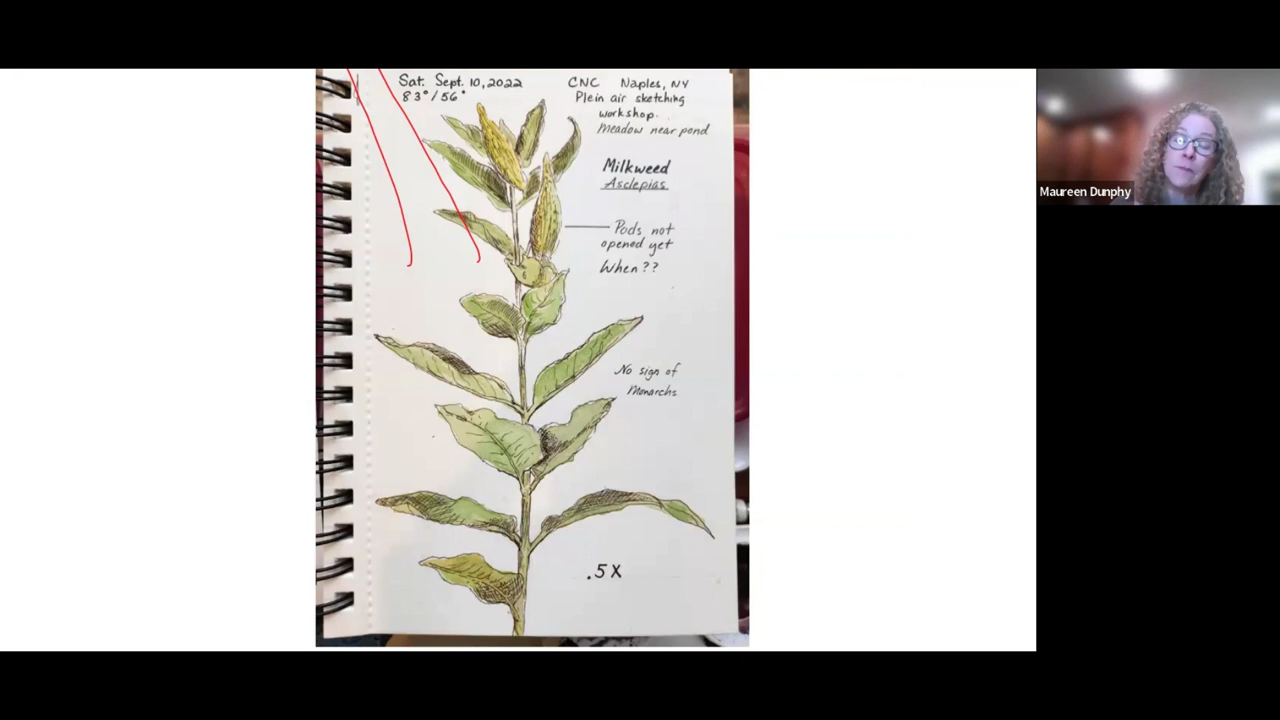 Sat. Sept. 10, 2022
83°/56°
CNC Naples, NY
Plein air sketching
workshop.
Meadow near pond
Milkweed
Asclepias
Pods not
opened yet
When??
No sign of
Monarchs
.5X
Maureen Dunphy